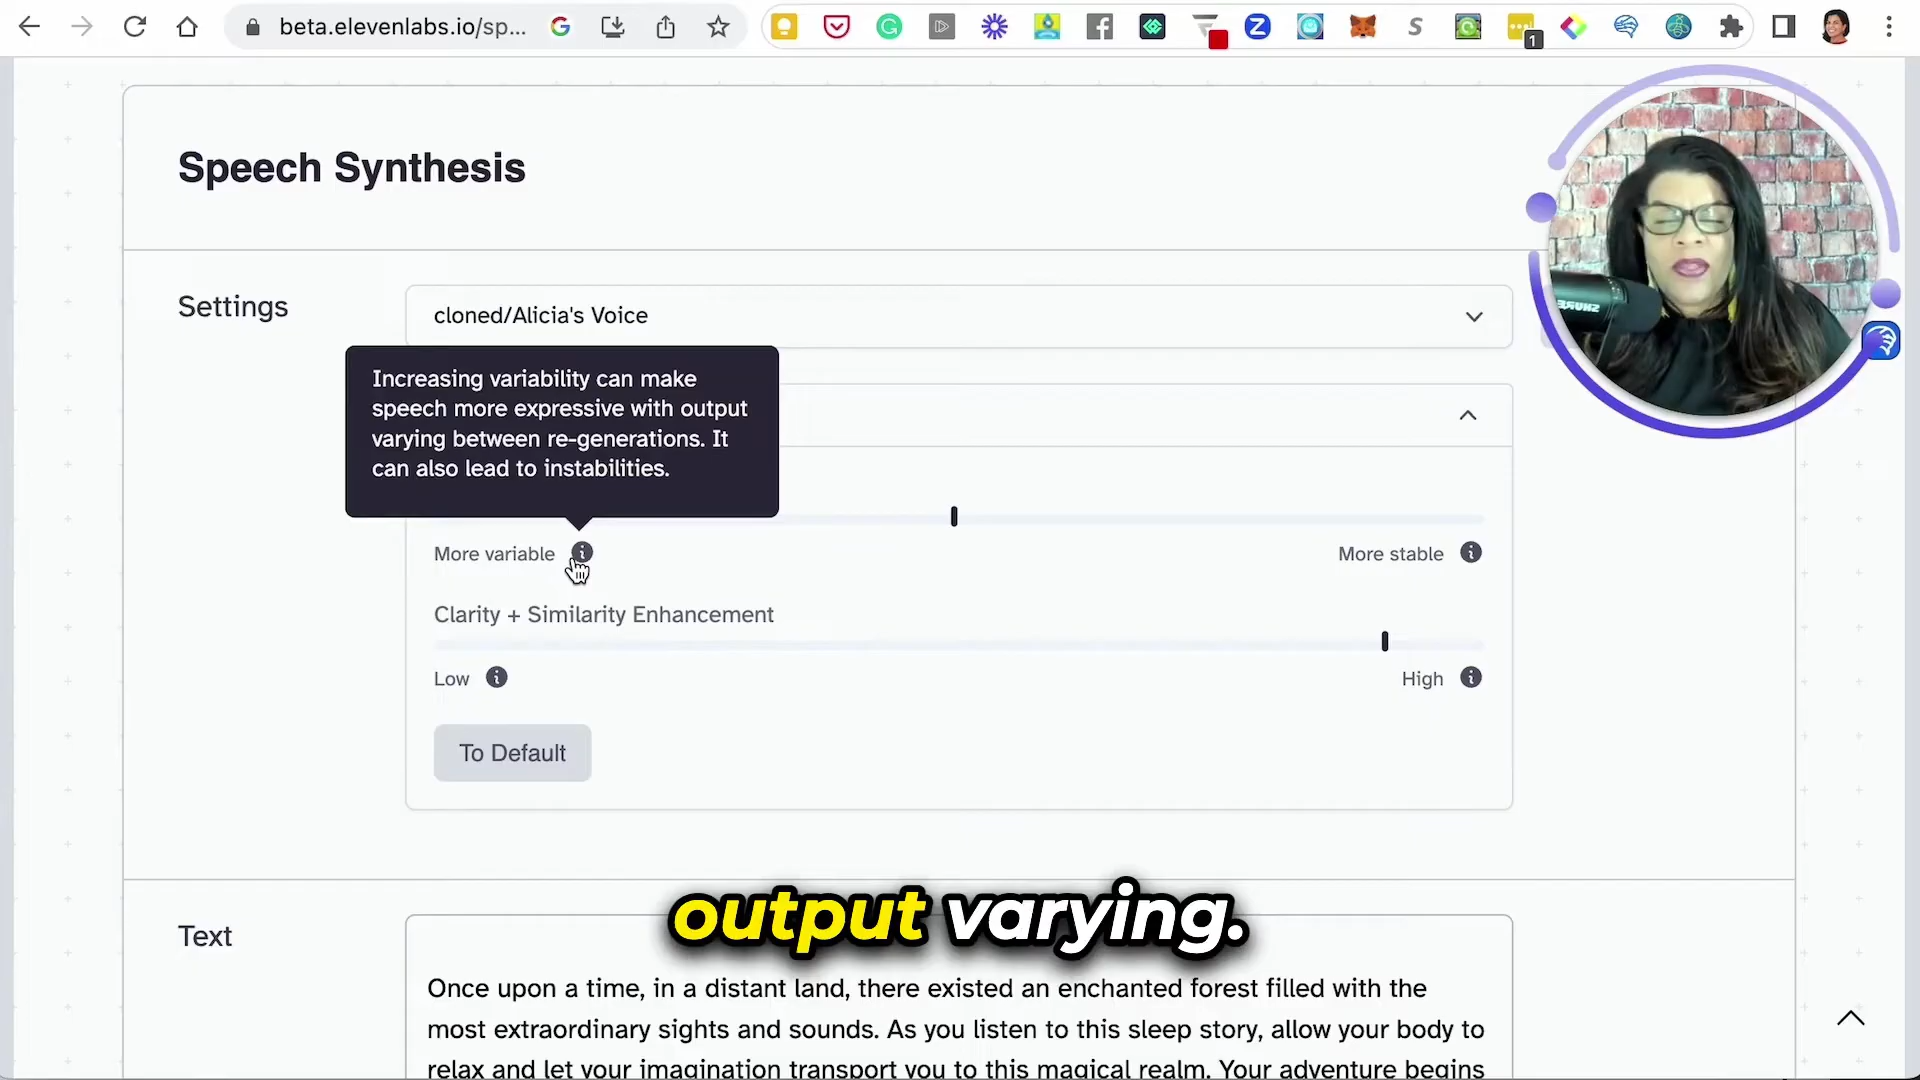 beta.elevenlabs.io/sp...
1
Speech Synthesis
SHURE
Settings
cloned/Alicia's Voice
Increasing variability can make
speech more expressive with output
varying between re-generations. It
can also lead to instabilities.
More variable
More stable
Clarity + Similarity Enhancement
Low
High
To Default
output varying.
Text
Once upon a time, in a distant land, there existed an enchanted forest filled with the
most extraordinary sights and sounds. As you listen to this sleep story, allow your body to
relax and let your imagination transport you to this magical realm. Your adventure begins